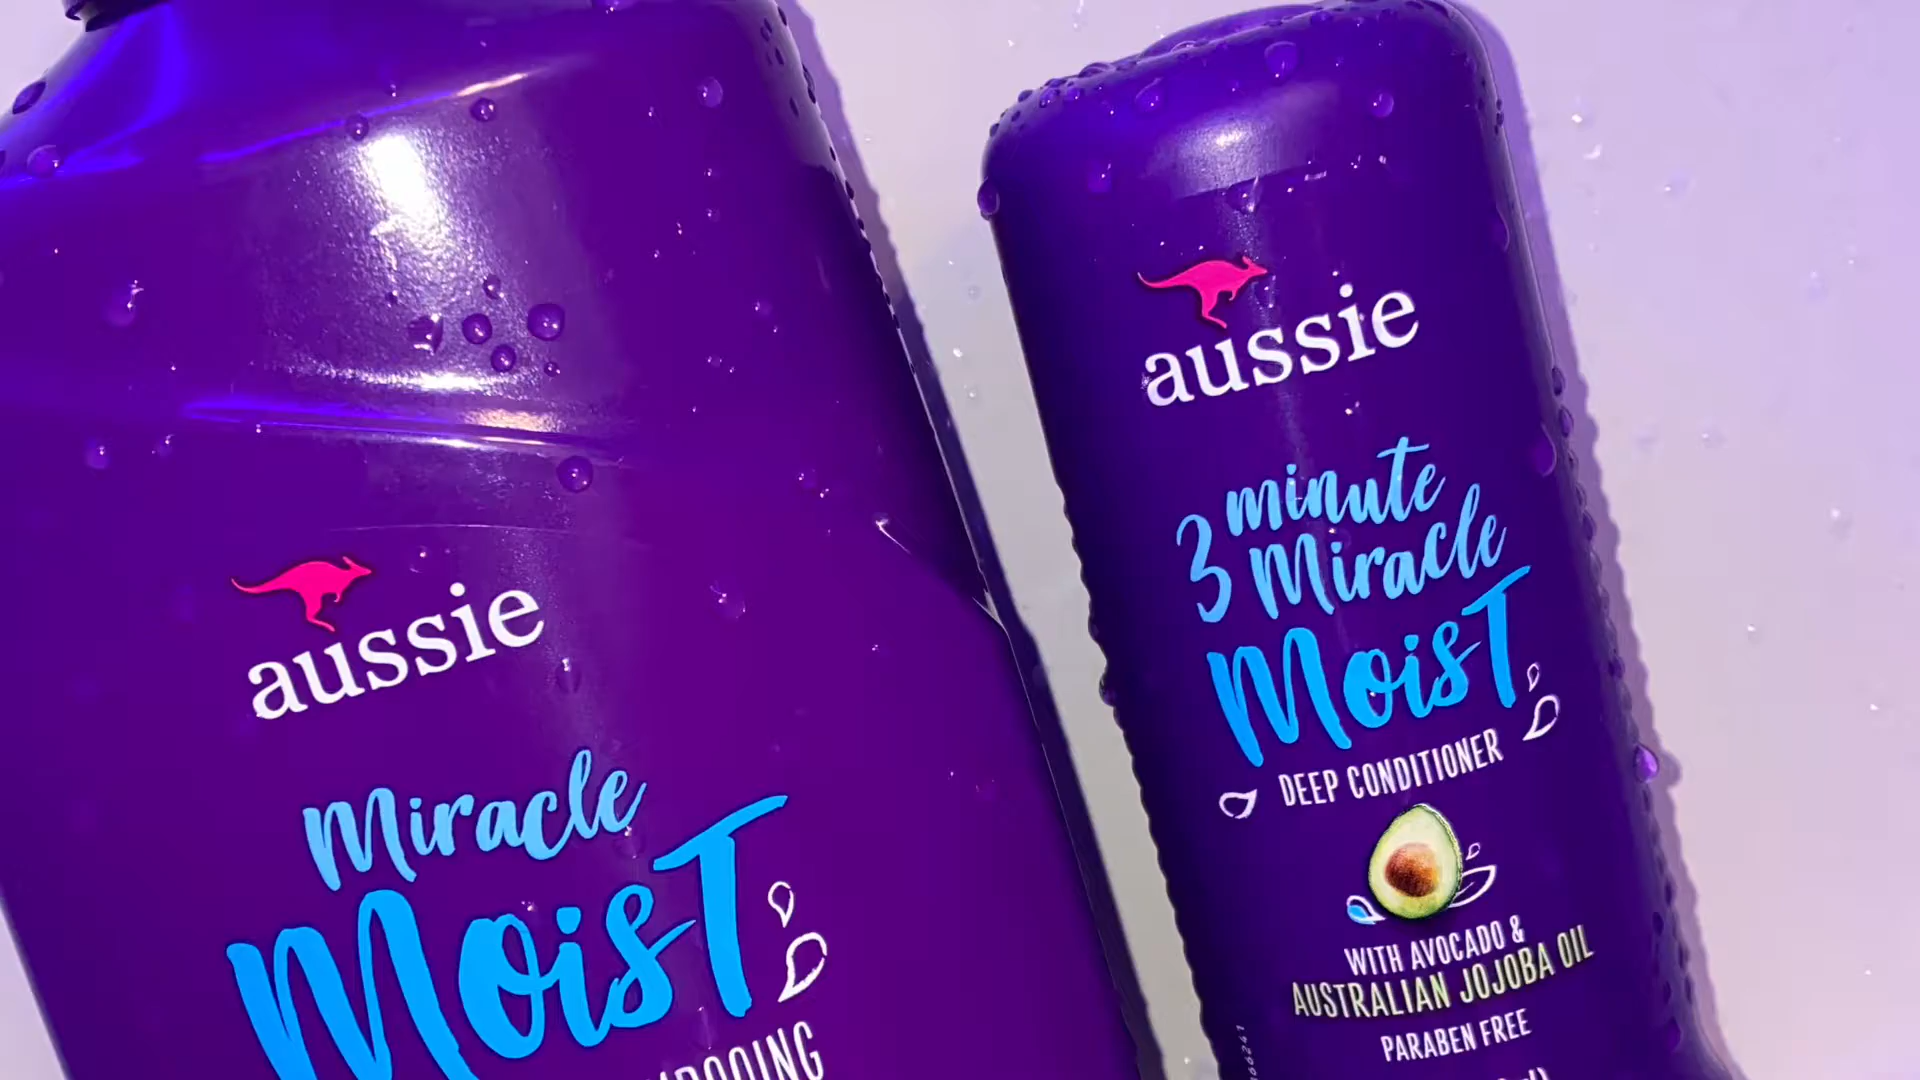 aussie
Miracle
Moist
aussie
3 minute
Miracle
Moist
DEEP CONDITIONER
WITH AVOCADO &
AUSTRALIAN JOJOBA OIL
PARABEN FREE